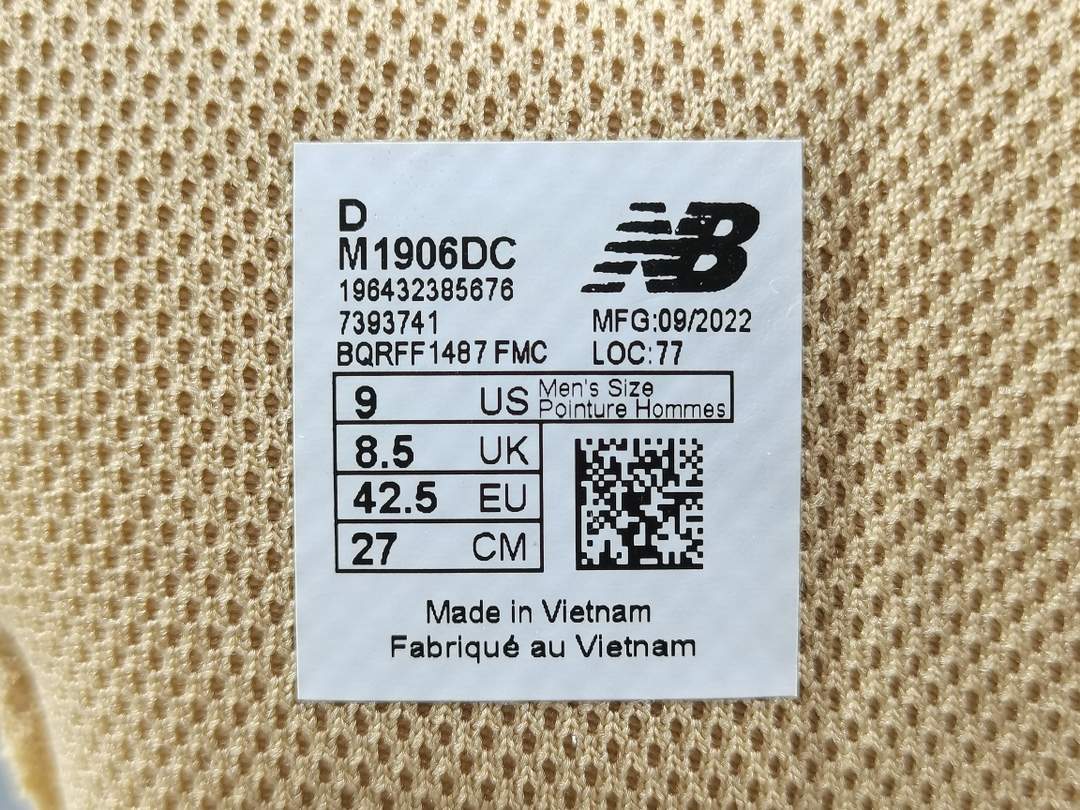 D
NB
M1906DC
196432385676
7393741
MFG:09/2022
BQRFF1487 FMC
LOC:77
9 US Men's Size
Pointure Hommes
8.5 UK
42.5 EU
27 CM
Made in Vietnam
Fabriqué au Vietnam